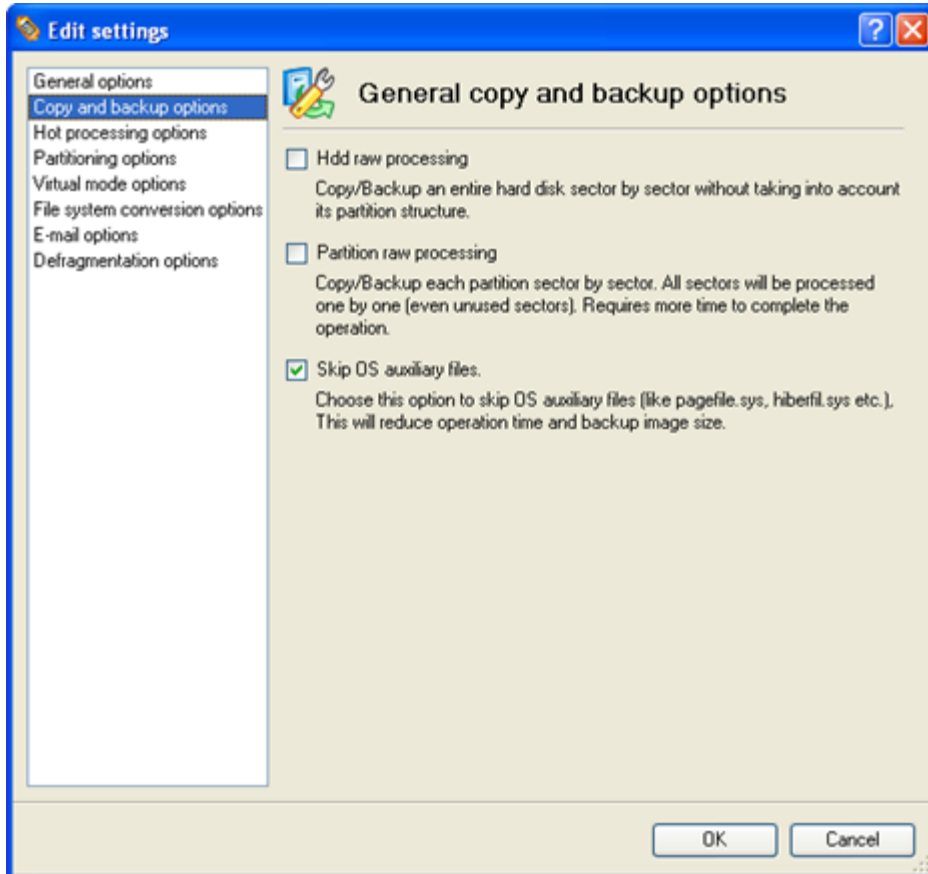 Edit settings
General options
Copy and backup options
Hot processing options
Partitioning options
Virtual mode options
File system conversion options
E-mail options
Defragmentation options
General copy and backup options
Hdd raw processing
Copy/Backup an entire hard disk sector by sector without taking into account
its partition structure.
Partition raw processing
Copy/Backup each partition sector by sector. All sectors will be processed
one by one (even unused sectors). Requires more time to complete the
operation.
Skip OS auxiliary files.
Choose this option to skip OS auxiliary files (like pagefile.sys, hiberfil.sys etc.),
This will reduce operation time and backup image size.
OK
Cancel